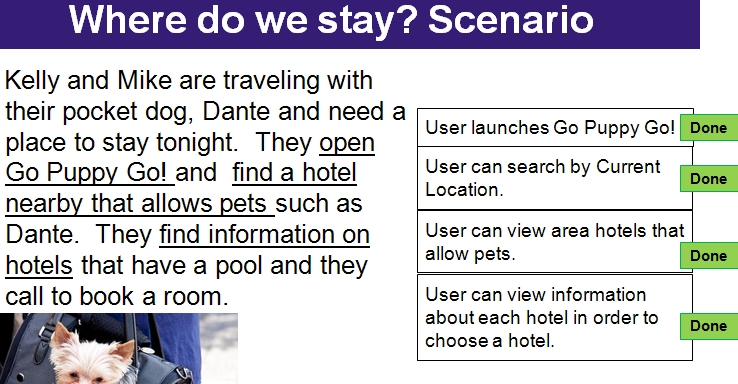 Where do we stay? Scenario
Kelly and Mike are traveling with
their pocket dog, Dante and need a
place to stay tonight. They open
Go Puppy Go! and find a hotel
nearby that allows pets such as
Dante. They find information on
hotels that have a pool and they
call to book a room.
User launches Go Puppy Go!
Done
User can search by Current
Location.
Done
User can view area hotels that
allow pets.
Done
User can view information
about each hotel in order to
choose a hotel.
Done